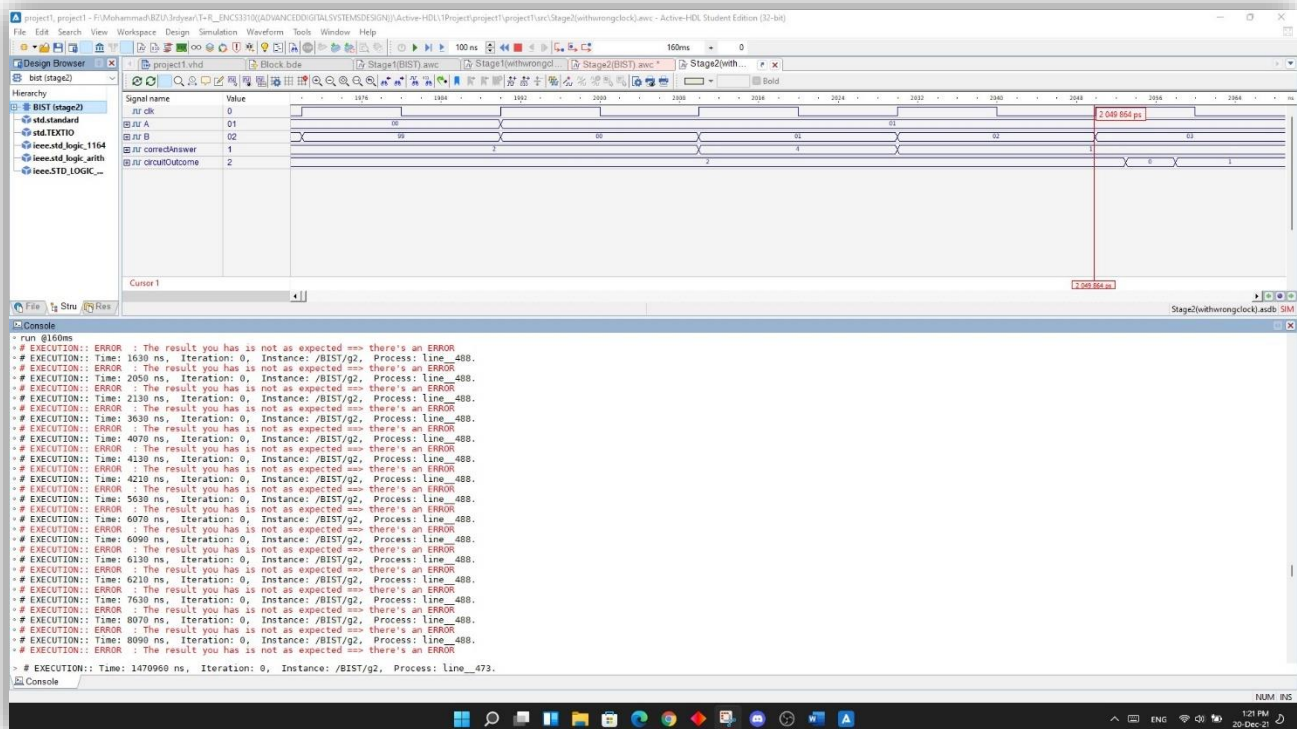 project1, project1 - F:\Mohammad\BZU\3rdyear\T+R_ENCS3310((ADVANCEDDIGITALSYSTEMSDESIGN))\Active-HDL\1Project\project1\project1\src\Stage2(withwrongclock).awc - Active-HDL Student Edition (32-bit)
File Edit Search View Workspace Design Simulation Waveform Tools Window Help
100 ns 160ms 0
Design Browser project1.vhd Block.bde Stage1(BIST).awc Stage1(withwrongcl... Stage2(BIST).awc * Stage2(with...
bist (stage2) Bold
Hierarchy Signal name Value 1976 1984 1992 2000 2008 2016 2024 2032 2040 2048 2056 2064 ns
BIST (stage2) clk 0 2 049 864 ps
std.standard A 01 00 01
std.TEXTIO B 02 99 00 01 02 03
ieee.std_logic_1164 correctAnswer 1 2 4 1
ieee.std_logic_arith circuitOutcome 2 2 0 1
ieee.STD_LOGIC_...
Cursor 1 2 049 864 ps
File Stru Res Stage2(withwrongclock).asdb SIM
Console
run @160ms
# EXECUTION:: ERROR : The result you has is not as expected ==> there's an ERROR
# EXECUTION:: Time: 1630 ns, Iteration: 0, Instance: /BIST/g2, Process: line__488.
# EXECUTION:: ERROR : The result you has is not as expected ==> there's an ERROR
# EXECUTION:: Time: 2050 ns, Iteration: 0, Instance: /BIST/g2, Process: line__488.
# EXECUTION:: ERROR : The result you has is not as expected ==> there's an ERROR
# EXECUTION:: Time: 2130 ns, Iteration: 0, Instance: /BIST/g2, Process: line__488.
# EXECUTION:: ERROR : The result you has is not as expected ==> there's an ERROR
# EXECUTION:: Time: 3630 ns, Iteration: 0, Instance: /BIST/g2, Process: line__488.
# EXECUTION:: ERROR : The result you has is not as expected ==> there's an ERROR
# EXECUTION:: Time: 4070 ns, Iteration: 0, Instance: /BIST/g2, Process: line__488.
# EXECUTION:: ERROR : The result you has is not as expected ==> there's an ERROR
# EXECUTION:: Time: 4130 ns, Iteration: 0, Instance: /BIST/g2, Process: line__488.
# EXECUTION:: ERROR : The result you has is not as expected ==> there's an ERROR
# EXECUTION:: Time: 4210 ns, Iteration: 0, Instance: /BIST/g2, Process: line__488.
# EXECUTION:: ERROR : The result you has is not as expected ==> there's an ERROR
# EXECUTION:: Time: 5630 ns, Iteration: 0, Instance: /BIST/g2, Process: line__488.
# EXECUTION:: ERROR : The result you has is not as expected ==> there's an ERROR
# EXECUTION:: Time: 6070 ns, Iteration: 0, Instance: /BIST/g2, Process: line__488.
# EXECUTION:: ERROR : The result you has is not as expected ==> there's an ERROR
# EXECUTION:: Time: 6090 ns, Iteration: 0, Instance: /BIST/g2, Process: line__488.
# EXECUTION:: ERROR : The result you has is not as expected ==> there's an ERROR
# EXECUTION:: Time: 6130 ns, Iteration: 0, Instance: /BIST/g2, Process: line__488.
# EXECUTION:: ERROR : The result you has is not as expected ==> there's an ERROR
# EXECUTION:: Time: 6210 ns, Iteration: 0, Instance: /BIST/g2, Process: line__488.
# EXECUTION:: ERROR : The result you has is not as expected ==> there's an ERROR
# EXECUTION:: Time: 7630 ns, Iteration: 0, Instance: /BIST/g2, Process: line__488.
# EXECUTION:: ERROR : The result you has is not as expected ==> there's an ERROR
# EXECUTION:: Time: 8070 ns, Iteration: 0, Instance: /BIST/g2, Process: line__488.
# EXECUTION:: ERROR : The result you has is not as expected ==> there's an ERROR
# EXECUTION:: Time: 8090 ns, Iteration: 0, Instance: /BIST/g2, Process: line__488.
# EXECUTION:: ERROR : The result you has is not as expected ==> there's an ERROR
> # EXECUTION:: Time: 1470960 ns, Iteration: 0, Instance: /BIST/g2, Process: line__473.
Console
NUM INS
ENG 1:21 PM
20-Dec-21